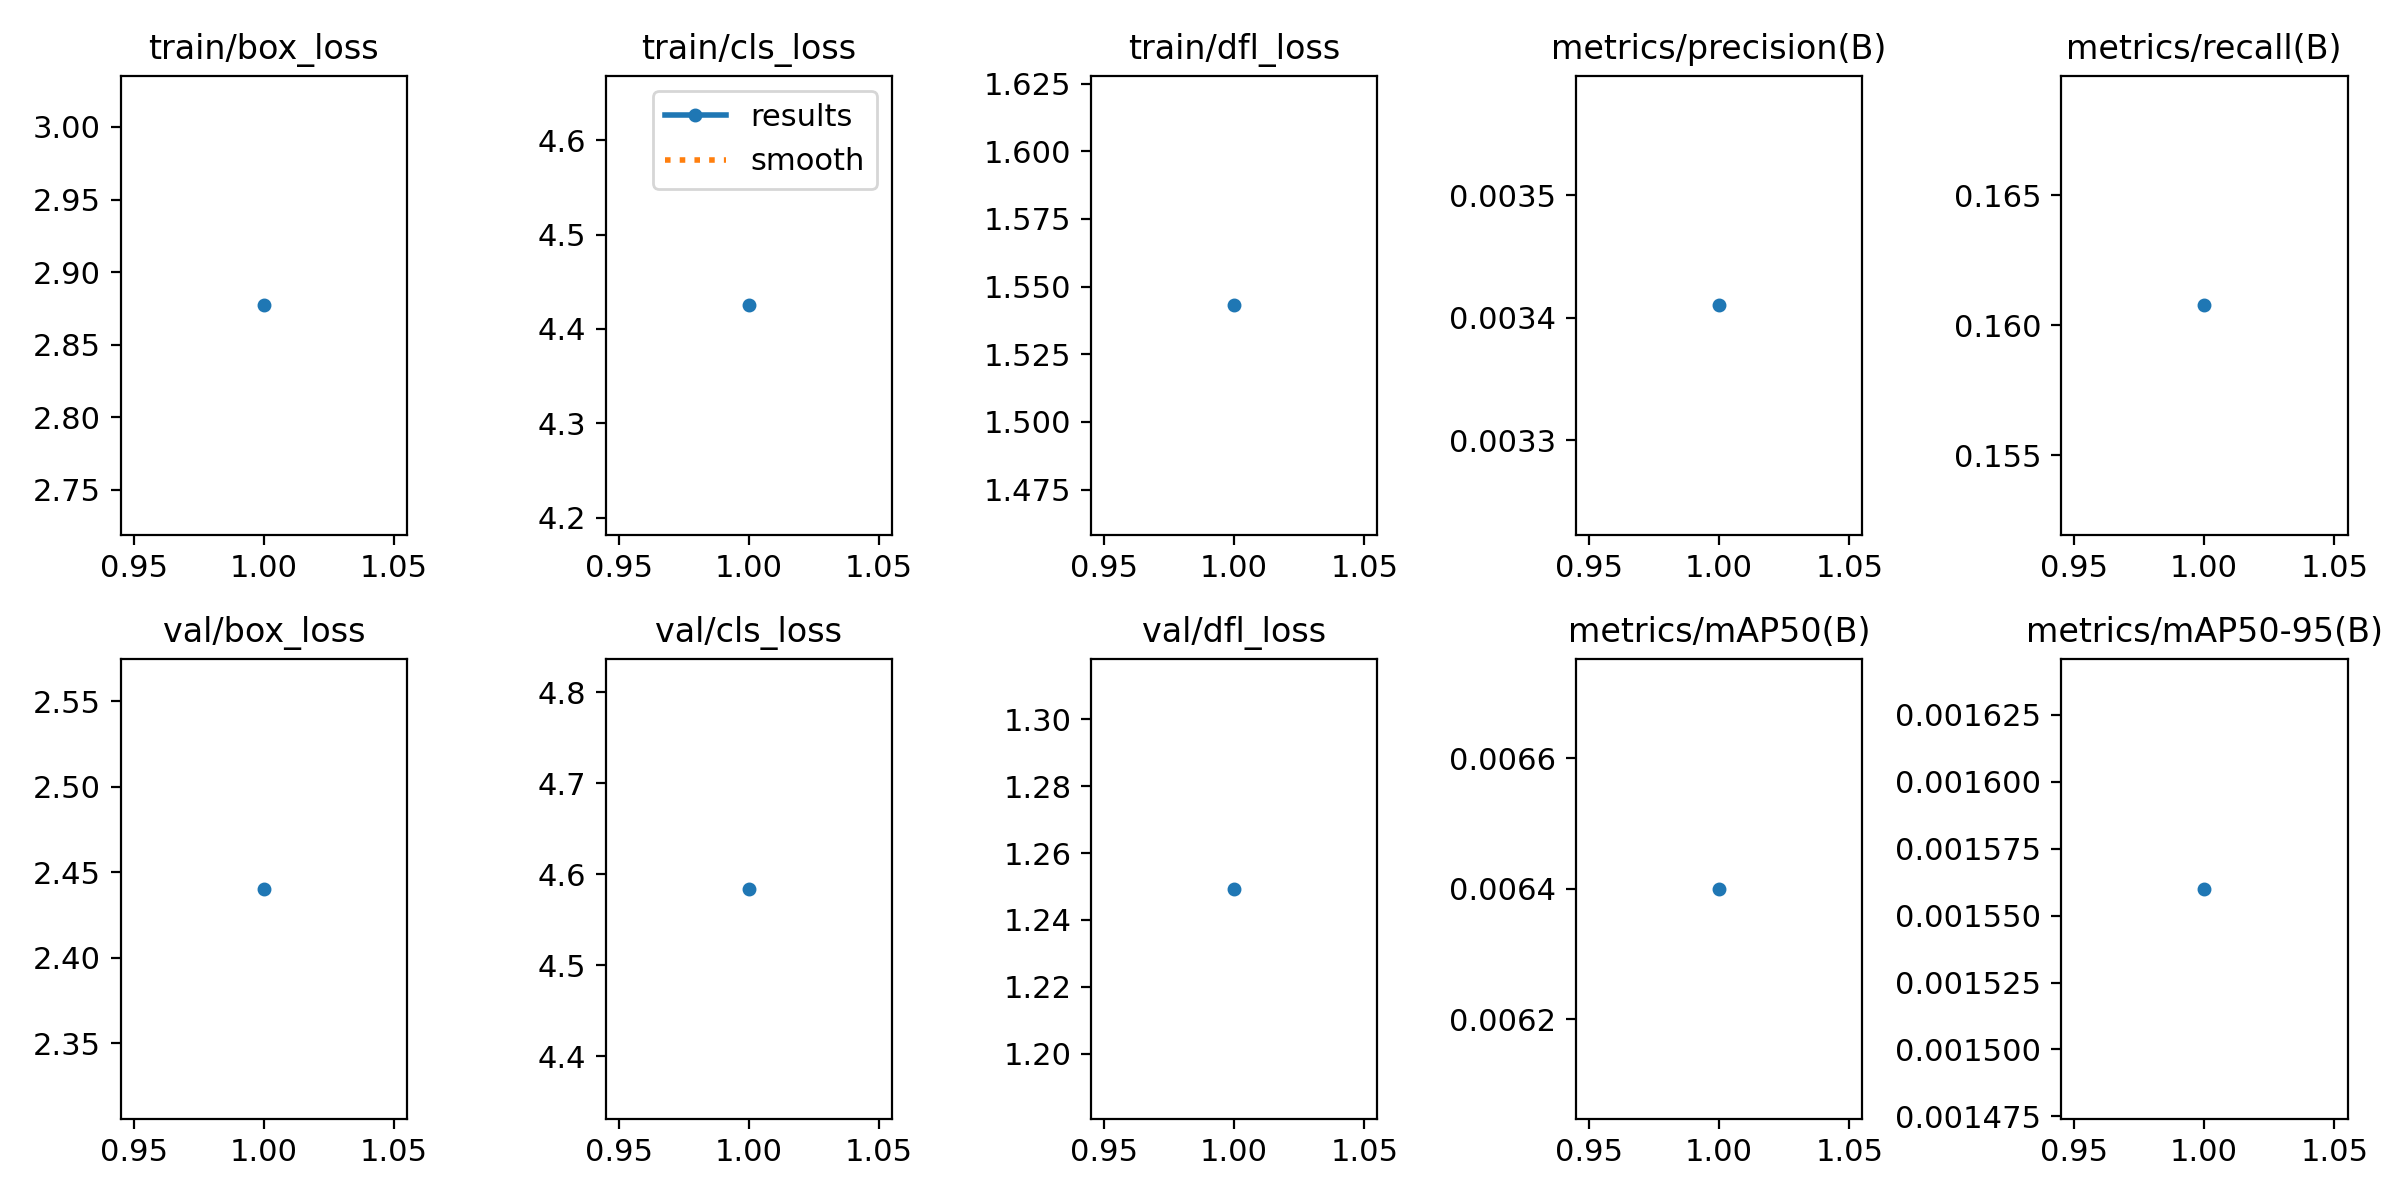 train/box_loss
3.00
2.95
2.90
2.85
2.80
2.75
0.95 1.00 1.05
train/cls_loss
results
smooth
4.6
4.5
4.4
4.3
4.2
0.95 1.00 1.05
train/dfl_loss
1.625
1.600
1.575
1.550
1.525
1.500
1.475
0.95 1.00 1.05
metrics/precision(B)
0.0035
0.0034
0.0033
0.95 1.00 1.05
metrics/recall(B)
0.165
0.160
0.155
0.95 1.00 1.05
val/box_loss
2.55
2.50
2.45
2.40
2.35
0.95 1.00 1.05
val/cls_loss
4.8
4.7
4.6
4.5
4.4
0.95 1.00 1.05
val/dfl_loss
1.30
1.28
1.26
1.24
1.22
1.20
0.95 1.00 1.05
metrics/mAP50(B)
0.0066
0.0064
0.0062
0.95 1.00 1.05
metrics/mAP50-95(B)
0.001625
0.001600
0.001575
0.001550
0.001525
0.001500
0.001475
0.95 1.00 1.05